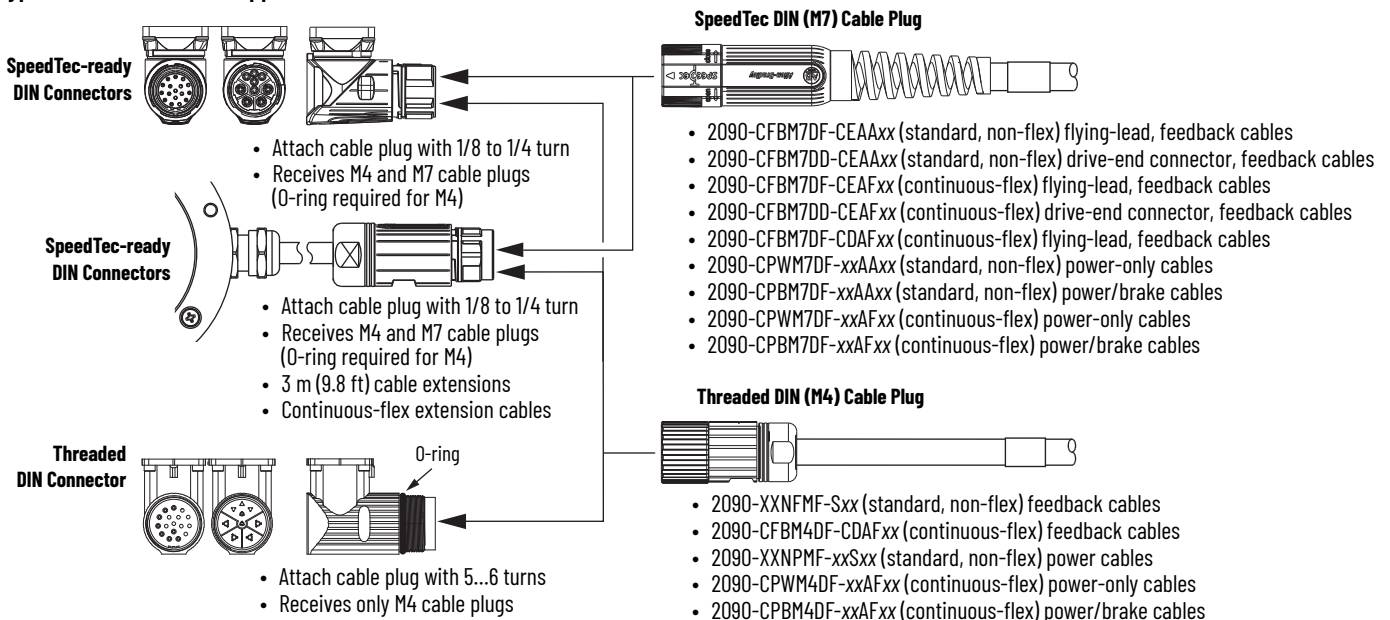 SpeedTec-ready
DIN Connectors
• Attach cable plug with 1/8 to 1/4 turn
• Receives M4 and M7 cable plugs
(O-ring required for M4)
SpeedTec-ready
DIN Connectors
• Attach cable plug with 1/8 to 1/4 turn
• Receives M4 and M7 cable plugs
(O-ring required for M4)
• 3 m (9.8 ft) cable extensions
• Continuous-flex extension cables
Threaded
DIN Connector
O-ring
• Attach cable plug with 5...6 turns
• Receives only M4 cable plugs
SpeedTec DIN (M7) Cable Plug
Allen-Bradley
• 2090-CFBM7DF-CEAAxx (standard, non-flex) flying-lead, feedback cables
• 2090-CFBM7DD-CEAAxx (standard, non-flex) drive-end connector, feedback cables
• 2090-CFBM7DF-CEAFxx (continuous-flex) flying-lead, feedback cables
• 2090-CFBM7DD-CEAFxx (continuous-flex) drive-end connector, feedback cables
• 2090-CFBM7DF-CDAFxx (continuous-flex) flying-lead, feedback cables
• 2090-CPWM7DF-xxAAxx (standard, non-flex) power-only cables
• 2090-CPBM7DF-xxAAxx (standard, non-flex) power/brake cables
• 2090-CPWM7DF-xxAFxx (continuous-flex) power-only cables
• 2090-CPBM7DF-xxAFxx (continuous-flex) power/brake cables
Threaded DIN (M4) Cable Plug
• 2090-XXNFMF-Sxx (standard, non-flex) feedback cables
• 2090-CFBM4DF-CDAFxx (continuous-flex) feedback cables
• 2090-XXNPMF-xxSxx (standard, non-flex) power cables
• 2090-CPWM4DF-xxAFxx (continuous-flex) power-only cables
• 2090-CPBM4DF-xxAFxx (continuous-flex) power/brake cables